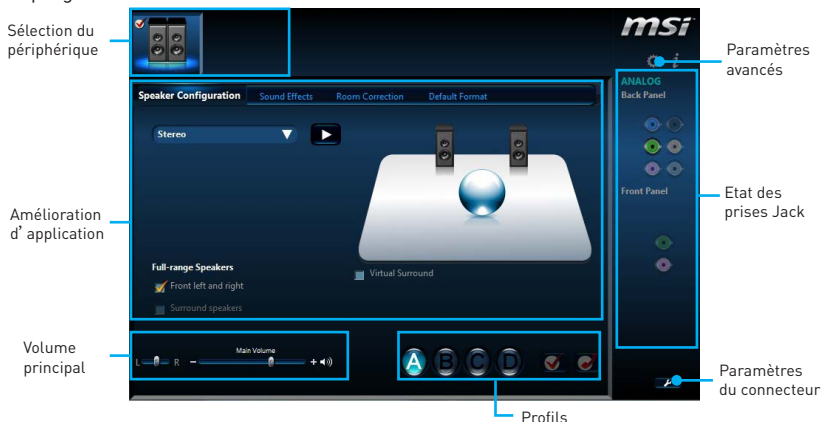 Sélection du
périphérique
msi
Paramètres
avancés
ANALOG
Back Panel
Speaker Configuration Sound Effects Room Correction Default Format
Stereo
Front Panel
Etat des
prises Jack
Amélioration
d'application
Full-range Speakers
Front left and right
Surround speakers
Virtual Surround
Volume
principal
Main Volume
L R - +
A B C D
Paramètres
du connecteur
Profils